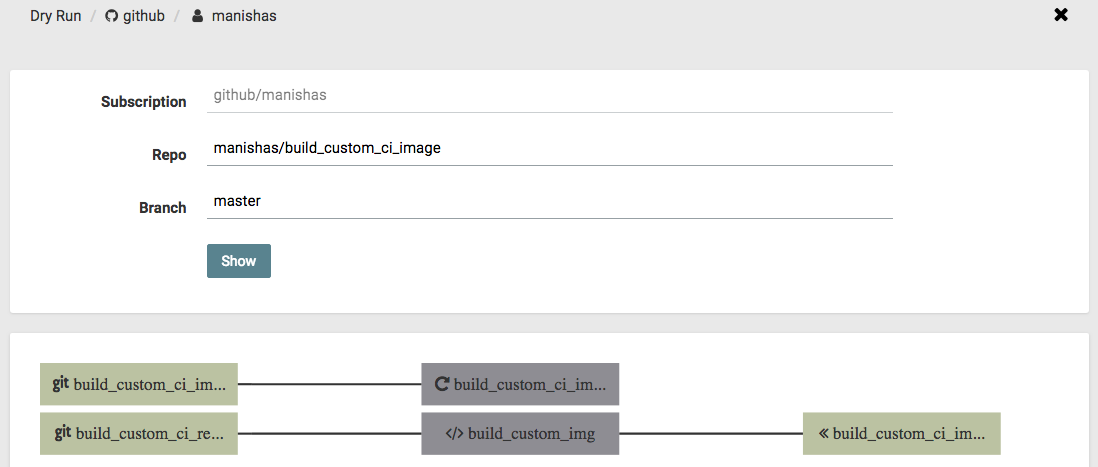 Dry Run / github / manishas
Subscription github/manishas
Repo manishas/build_custom_ci_image
Branch master
Show
git build_custom_ci_im... build_custom_ci_im...
git build_custom_ci_re... </> build_custom_img « build_custom_ci_im...